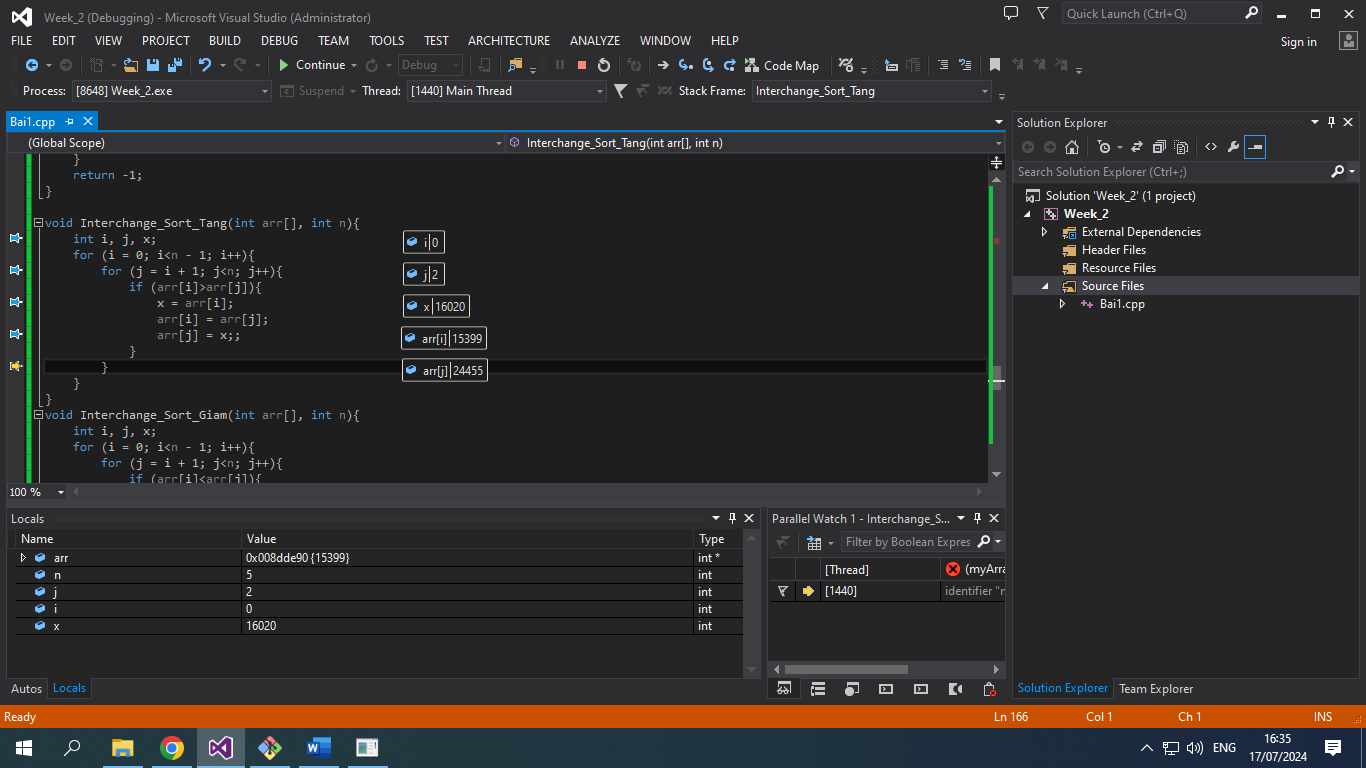 Week_2 (Debugging) - Microsoft Visual Studio (Administrator)
Quick Launch (Ctrl+Q)
FILE EDIT VIEW PROJECT BUILD DEBUG TEAM TOOLS TEST ARCHITECTURE ANALYZE WINDOW HELP
Sign in
Continue Debug Code Map
Process: [8648] Week_2.exe Suspend Thread: [1440] Main Thread Stack Frame: Interchange_Sort_Tang
Bai1.cpp
(Global Scope) Interchange_Sort_Tang(int arr[], int n)
}
return -1;
}
void Interchange_Sort_Tang(int arr[], int n){
int i, j, x;
for (i = 0; i<n - 1; i++){
for (j = i + 1; j<n; j++){
if (arr[i]>arr[j]){
x = arr[i];
arr[i] = arr[j];
arr[j] = x;;
}
}
}
}
void Interchange_Sort_Giam(int arr[], int n){
int i, j, x;
for (i = 0; i<n - 1; i++){
for (j = i + 1; j<n; j++){
if (arr[i]<arr[j]){
i 0
j 2
x 16020
arr[i] 15399
arr[j] 24455
100 %
Locals
Name Value Type
arr 0x008dde90 {15399} int *
n 5 int
j 2 int
i 0 int
x 16020 int
Autos Locals
Parallel Watch 1 - Interchange_S...
Filter by Boolean Expres
[Thread] (myArra
[1440] identifier "n
Solution Explorer
Search Solution Explorer (Ctrl+;)
Solution 'Week_2' (1 project)
Week_2
External Dependencies
Header Files
Resource Files
Source Files
Bai1.cpp
Solution Explorer Team Explorer
Ready Ln 166 Col 1 Ch 1 INS
ENG
16:35
17/07/2024